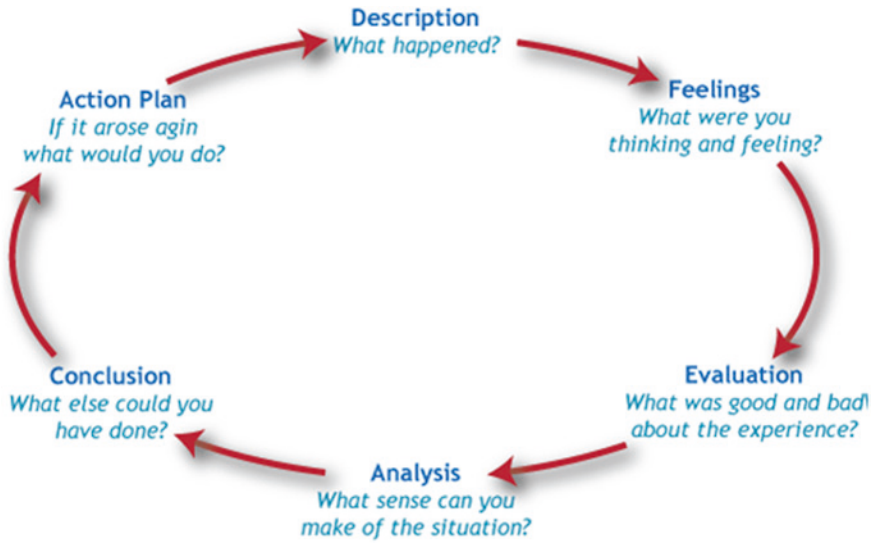 Description
What happened?
Feelings
What were you
thinking and feeling?
Evaluation
What was good and bad
about the experience?
Analysis
What sense can you
make of the situation?
Conclusion
What else could you
have done?
Action Plan
If it arose agin
what would you do?